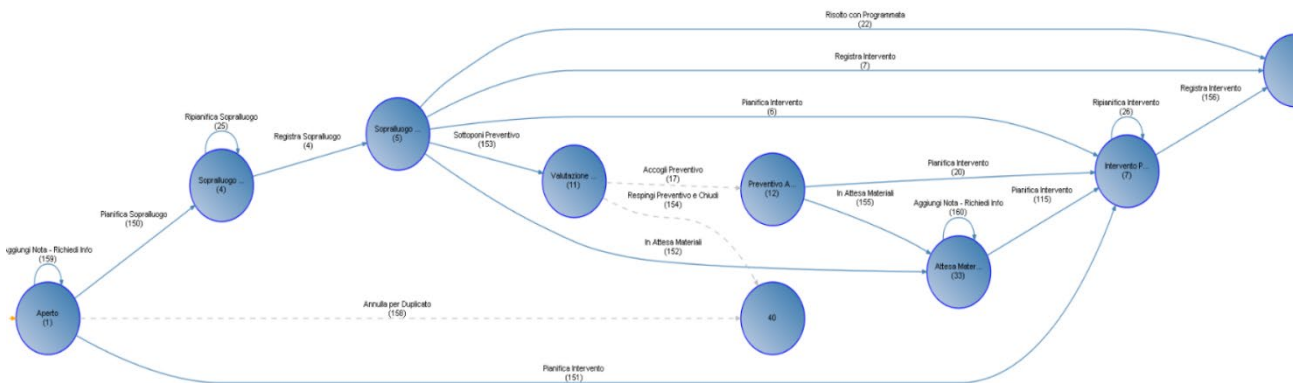 Risolto con Programmata
(22)
Registra Intervento
(7)
Registra Intervento
(156)
Pianifica Intervento
(6)
Ripianifica Intervento
(26)
Ripianifica Sopralluogo
(25)
Registra Sopralluogo
(4)
Sopralluogo ...
(5)
Sottoponi Preventivo
(153)
Sopralluogo ...
(4)
Valutazione ...
(11)
Accogli Preventivo
(17)
Respingi Preventivo e Chiudi
(154)
Preventivo A...
(12)
Pianifica Intervento
(20)
In Attesa Materiali
(155)
Intervento P...
(7)
Pianifica Intervento
(115)
Aggiungi Nota - Richiedi Info
(160)
Pianifica Sopralluogo
(150)
In Attesa Materiali
(152)
Attesa Mater...
(33)
Aggiungi Nota - Richiedi Info
(159)
Aperto
(1)
Annulla per Duplicato
(158)
40
Pianifica Intervento
(151)